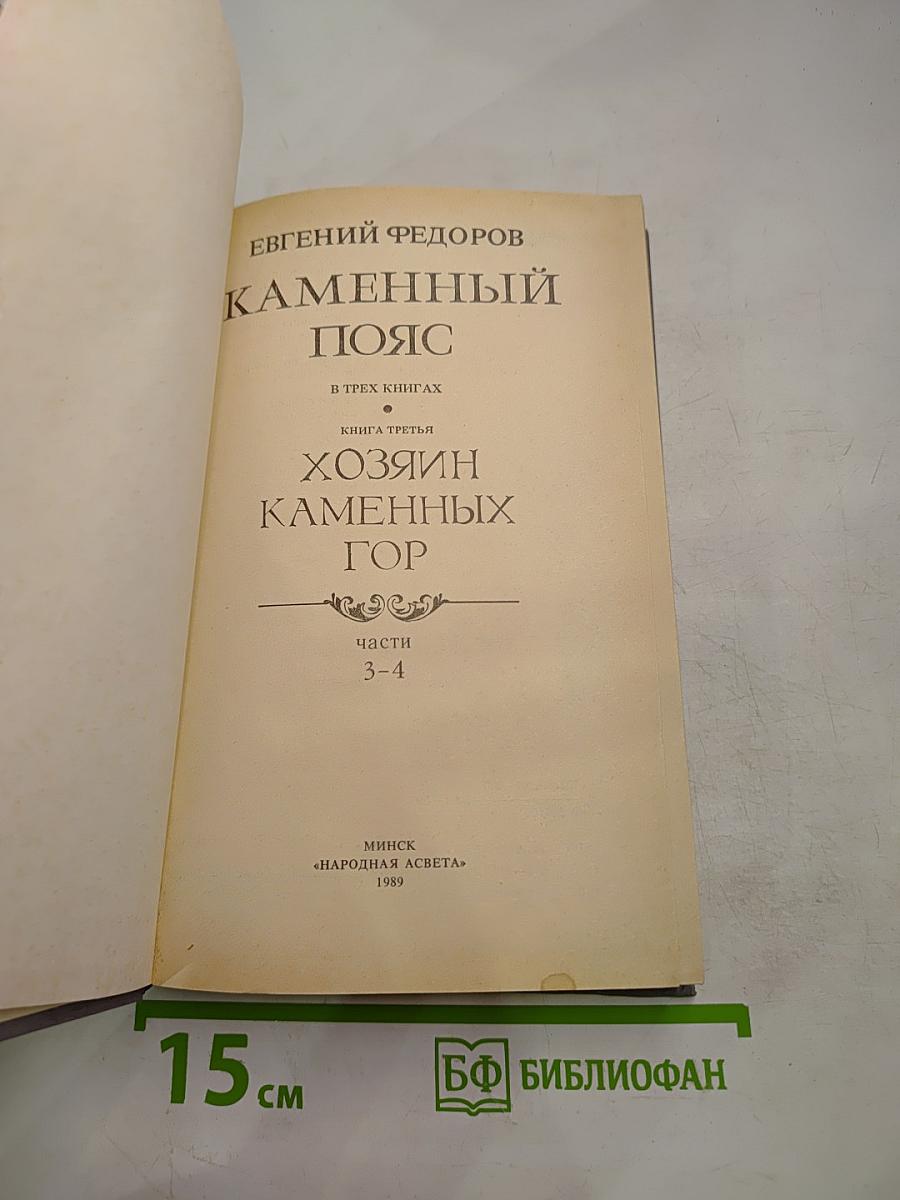 ЕВГЕНИЙ ФЕДОРОВ
КАМЕННЫЙ
ПОЯС
В ТРЕХ КНИГАХ
КНИГА ТРЕТЬЯ
ХОЗЯИН
КАМЕННЫХ
ГОР
части
3–4
МИНСК
«НАРОДНАЯ АСВЕТА»
1989
15 см
БФ БИБЛИОФАН